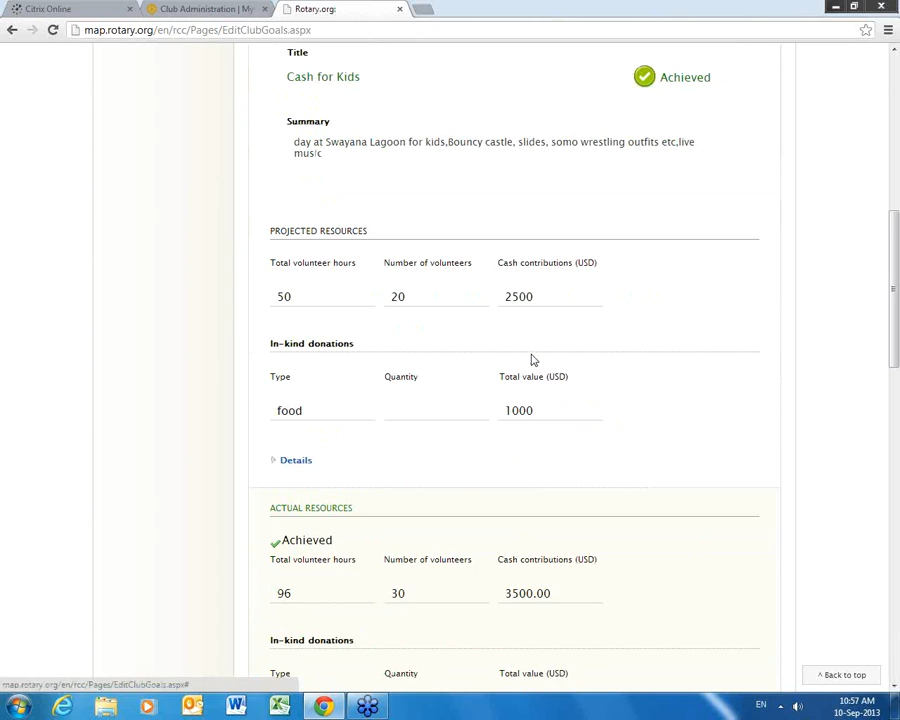 Citrix Online
Club Administration | My
Rotary.org:
map.rotary.org/en/rcc/Pages/EditClubGoals.aspx
Title
Cash for Kids
Achieved
Summary
day at Swayana Lagoon for kids,Bouncy castle, slides, somo wrestling outfits etc,live
music
PROJECTED RESOURCES
Total volunteer hours Number of volunteers Cash contributions (USD)
50 20 2500
In-kind donations
Type Quantity Total value (USD)
food 1000
Details
ACTUAL RESOURCES
Achieved
Total volunteer hours Number of volunteers Cash contributions (USD)
96 30 3500.00
In-kind donations
Type Quantity Total value (USD)
^ Back to top
map.rotary.org/en/rcc/Pages/EditClubGoals.aspx#
EN
10:57 AM
10-Sep-2013